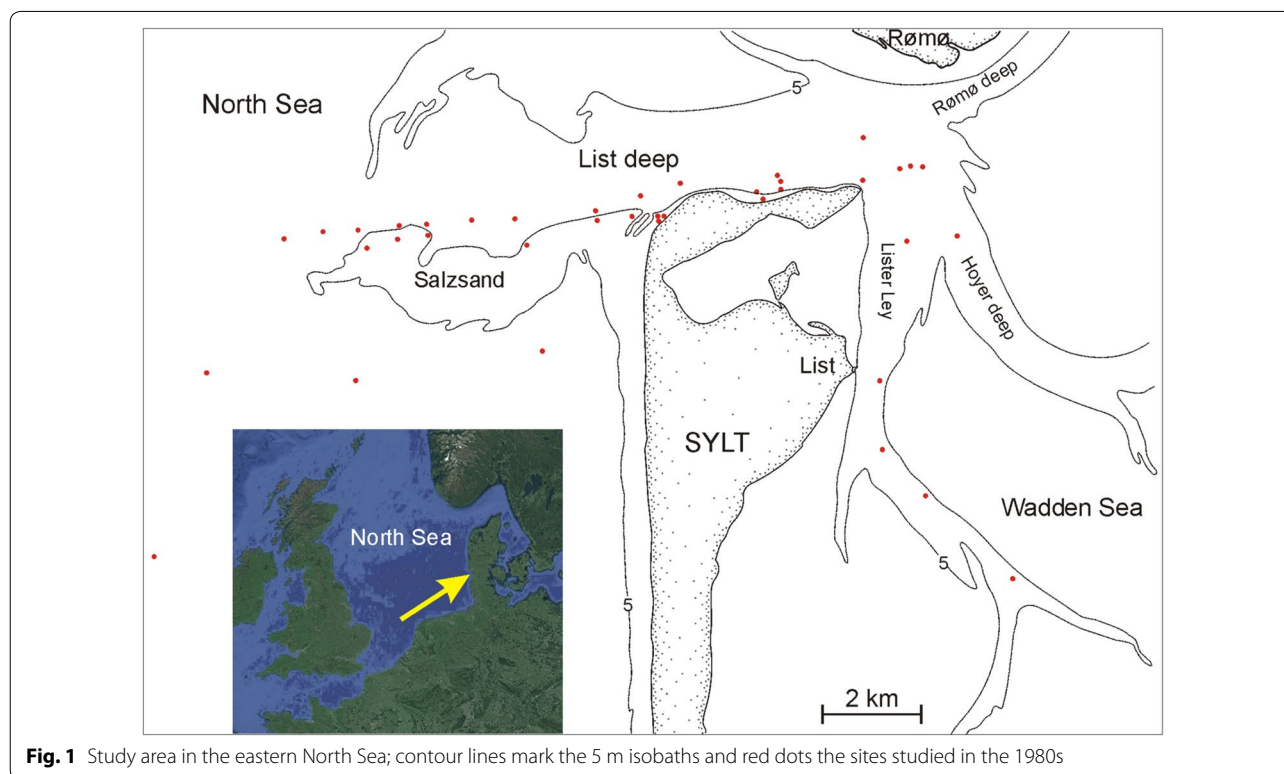 Rømø
North Sea
5
Rømø deep
List deep
Salzsand
Lister Ley
Hoyer deep
List
SYLT
North Sea
Wadden Sea
5
5
2 km
Fig. 1 Study area in the eastern North Sea; contour lines mark the 5 m isobaths and red dots the sites studied in the 1980s